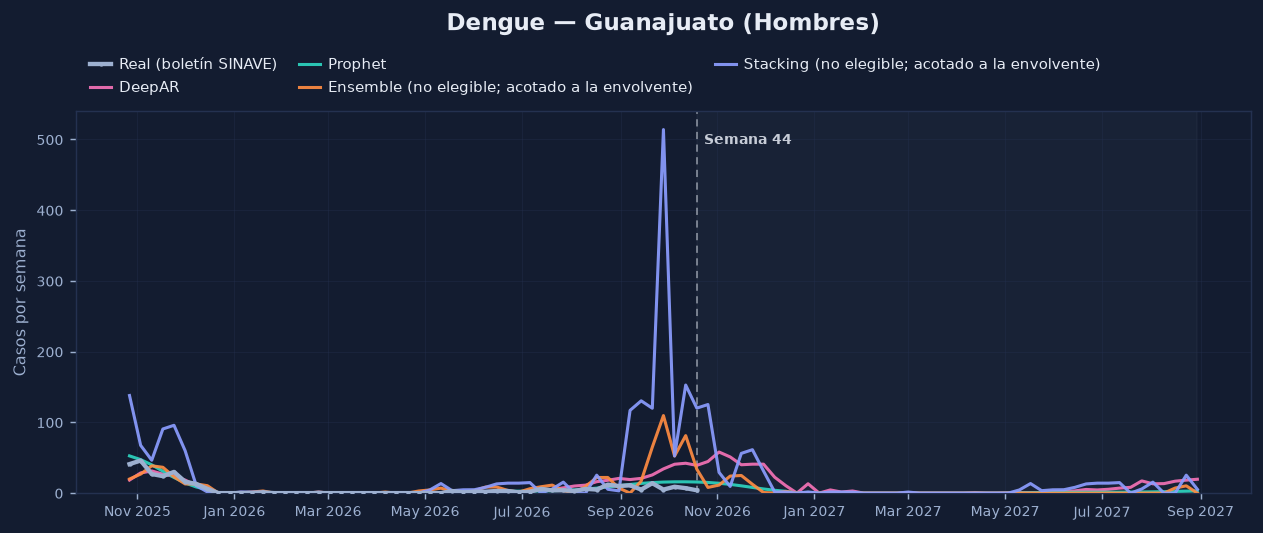 Dengue — Guanajuato (Hombres)
Real (boletín SINAVE)
Prophet
Stacking (no elegible; acotado a la envolvente)
DeepAR
Ensemble (no elegible; acotado a la envolvente)
Semana 44
Casos por semana
500
400
300
200
100
0
Nov 2025
Jan 2026
Mar 2026
May 2026
Jul 2026
Sep 2026
Nov 2026
Jan 2027
Mar 2027
May 2027
Jul 2027
Sep 2027